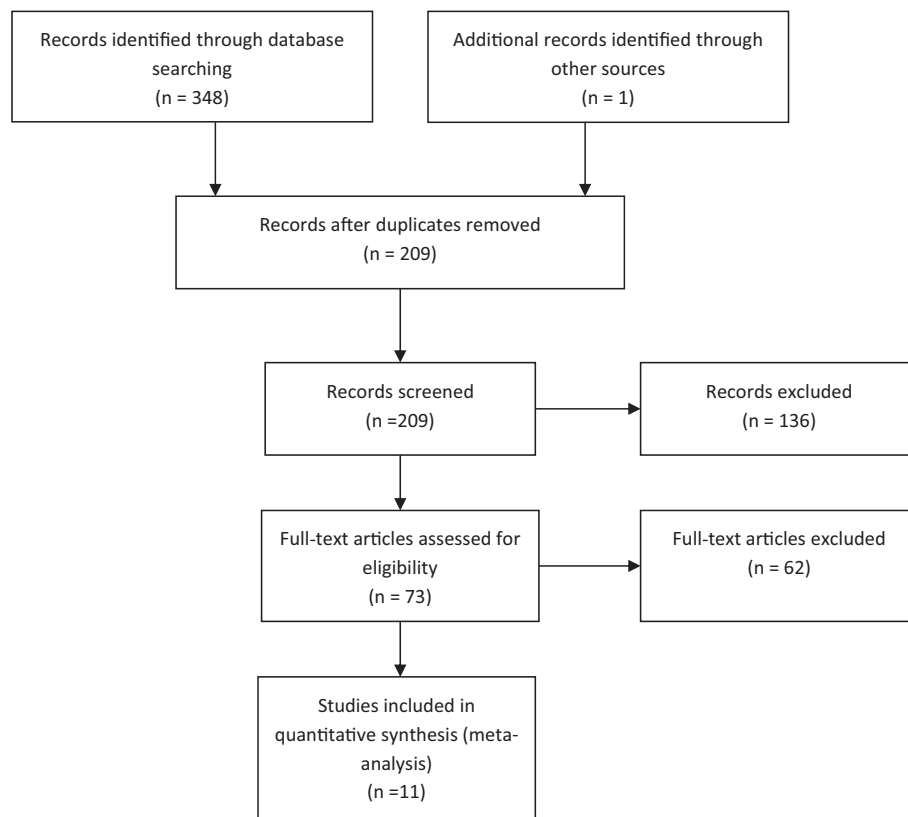 Records identified through database
searching
(n = 348)
Additional records identified through
other sources
(n = 1)
Records after duplicates removed
(n = 209)
Records screened
(n =209)
Records excluded
(n = 136)
Full-text articles assessed for
eligibility
(n = 73)
Full-text articles excluded
(n = 62)
Studies included in
quantitative synthesis (meta-
analysis)
(n =11)